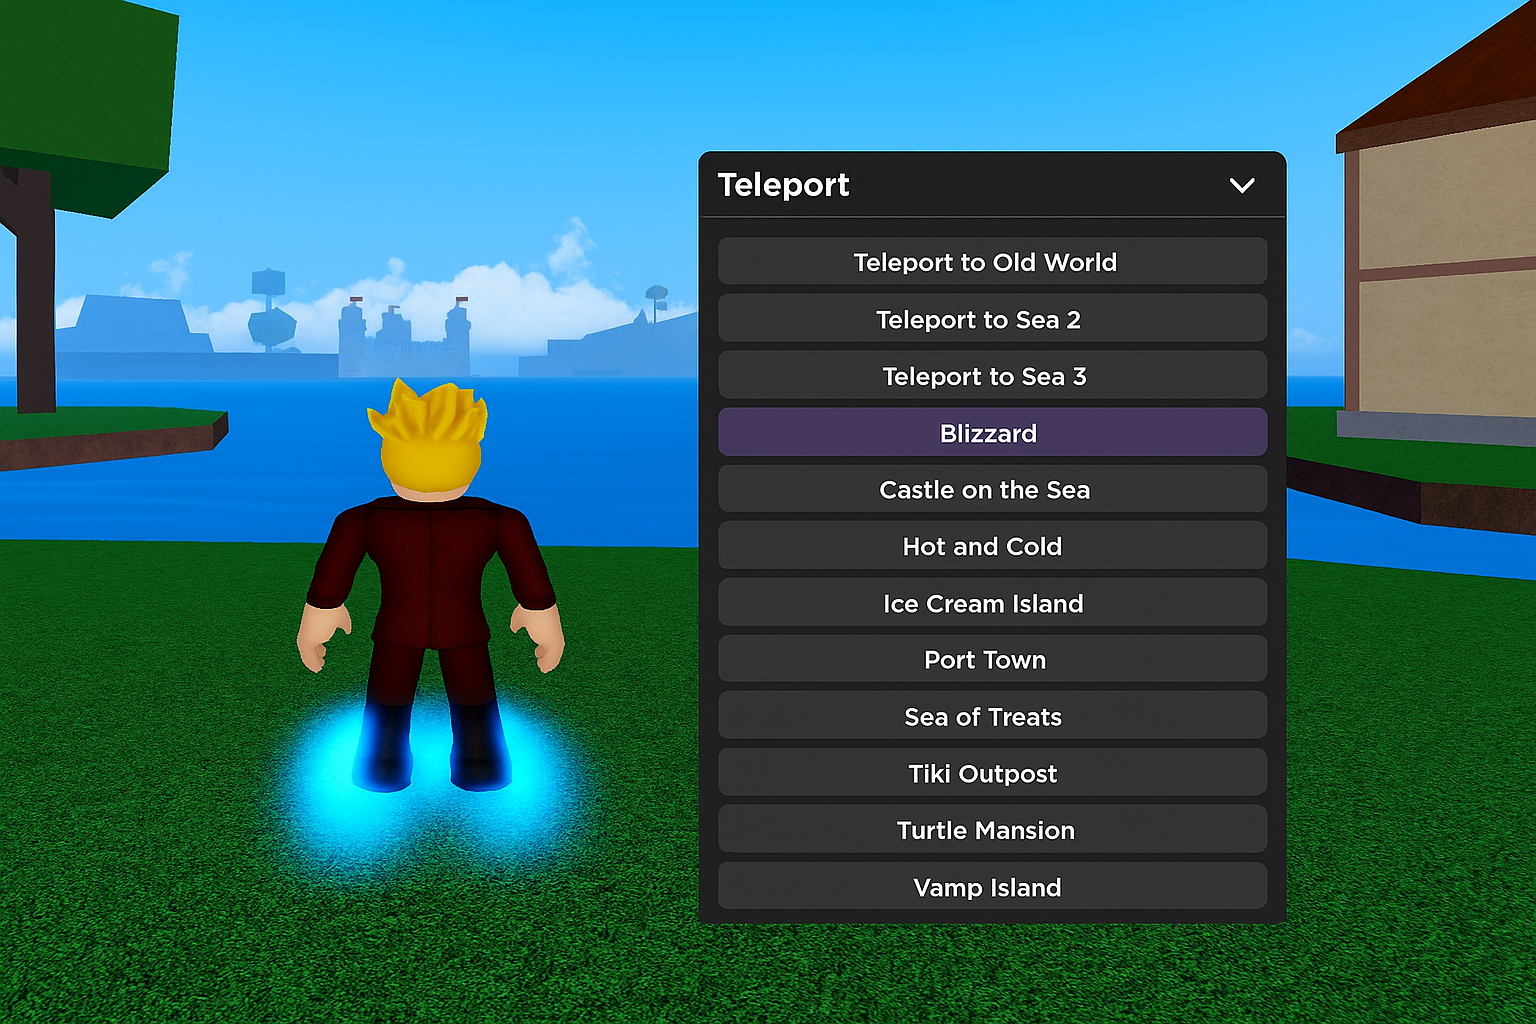 Teleport
Teleport to Old World
Teleport to Sea 2
Teleport to Sea 3
Blizzard
Castle on the Sea
Hot and Cold
Ice Cream Island
Port Town
Sea of Treats
Tiki Outpost
Turtle Mansion
Vamp Island